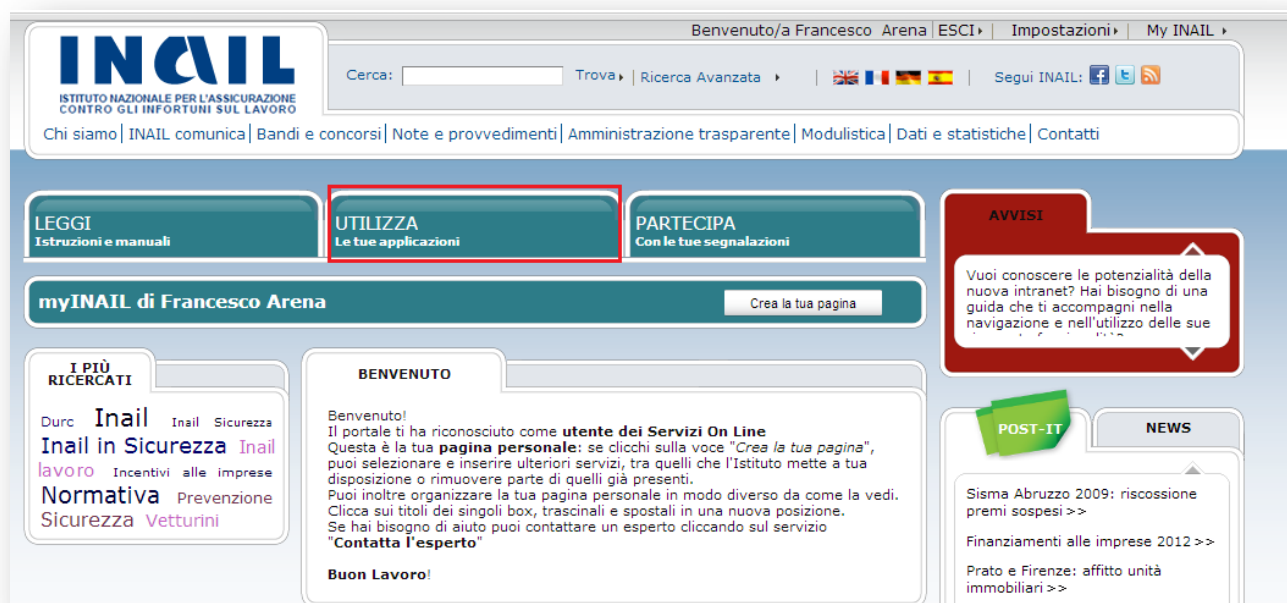 Benvenuto/a Francesco Arena | ESCI | Impostazioni | My INAIL
INAIL
ISTITUTO NAZIONALE PER L'ASSICURAZIONE
CONTRO GLI INFORTUNI SUL LAVORO
Cerca: Trova | Ricerca Avanzata | | Segui INAIL:
Chi siamo | INAIL comunica | Bandi e concorsi | Note e provvedimenti | Amministrazione trasparente | Modulistica | Dati e statistiche | Contatti
LEGGI
Istruzioni e manuali
UTILIZZA
Le tue applicazioni
PARTECIPA
Con le tue segnalazioni
myINAIL di Francesco Arena
Crea la tua pagina
I PIÙ
RICERCATI
Durc Inail Inail Sicurezza
Inail in Sicurezza Inail
lavoro Incentivi alle imprese
Normativa Prevenzione
Sicurezza Vetturini
BENVENUTO
Benvenuto!
Il portale ti ha riconosciuto come utente dei Servizi On Line
Questa è la tua pagina personale: se clicchi sulla voce "Crea la tua pagina",
puoi selezionare e inserire ulteriori servizi, tra quelli che l'Istituto mette a tua
disposizione o rimuovere parte di quelli già presenti.
Puoi inoltre organizzare la tua pagina personale in modo diverso da come la vedi.
Clicca sui titoli dei singoli box, trascinali e spostali in una nuova posizione.
Se hai bisogno di aiuto puoi contattare un esperto cliccando sul servizio
"Contatta l'esperto"
Buon Lavoro!
AVVISI
Vuoi conoscere le potenzialità della
nuova intranet? Hai bisogno di una
guida che ti accompagni nella
navigazione e nell'utilizzo delle sue
POST-IT
NEWS
Sisma Abruzzo 2009: riscossione
premi sospesi >>
Finanziamenti alle imprese 2012 >>
Prato e Firenze: affitto unità
immobiliari >>